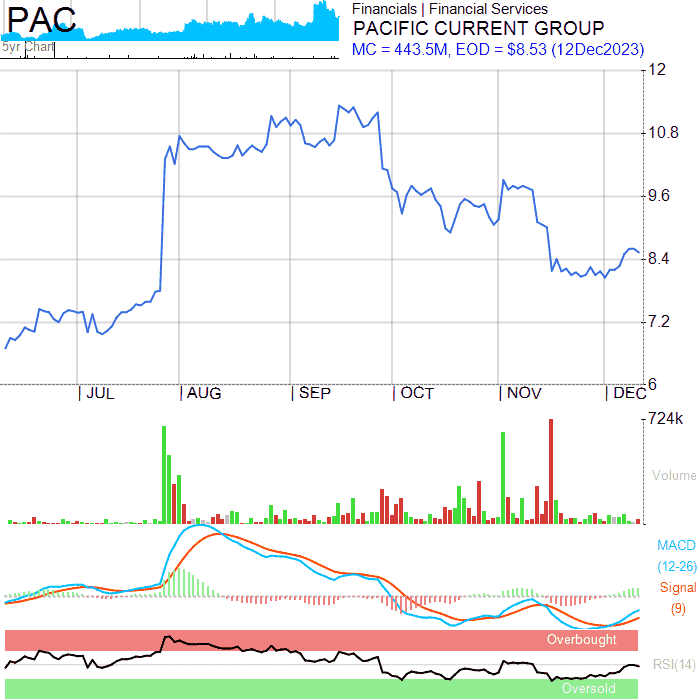 PAC
5yr Chart
Financials | Financial Services
PACIFIC CURRENT GROUP
MC = 443.5M, EOD = $8.53 (12Dec2023)
12
10.8
9.6
8.4
7.2
6
JUL
AUG
SEP
OCT
NOV
DEC
724k
Volume
MACD
(12-26)
Signal
(9)
Overbought
RSI(14)
Oversold